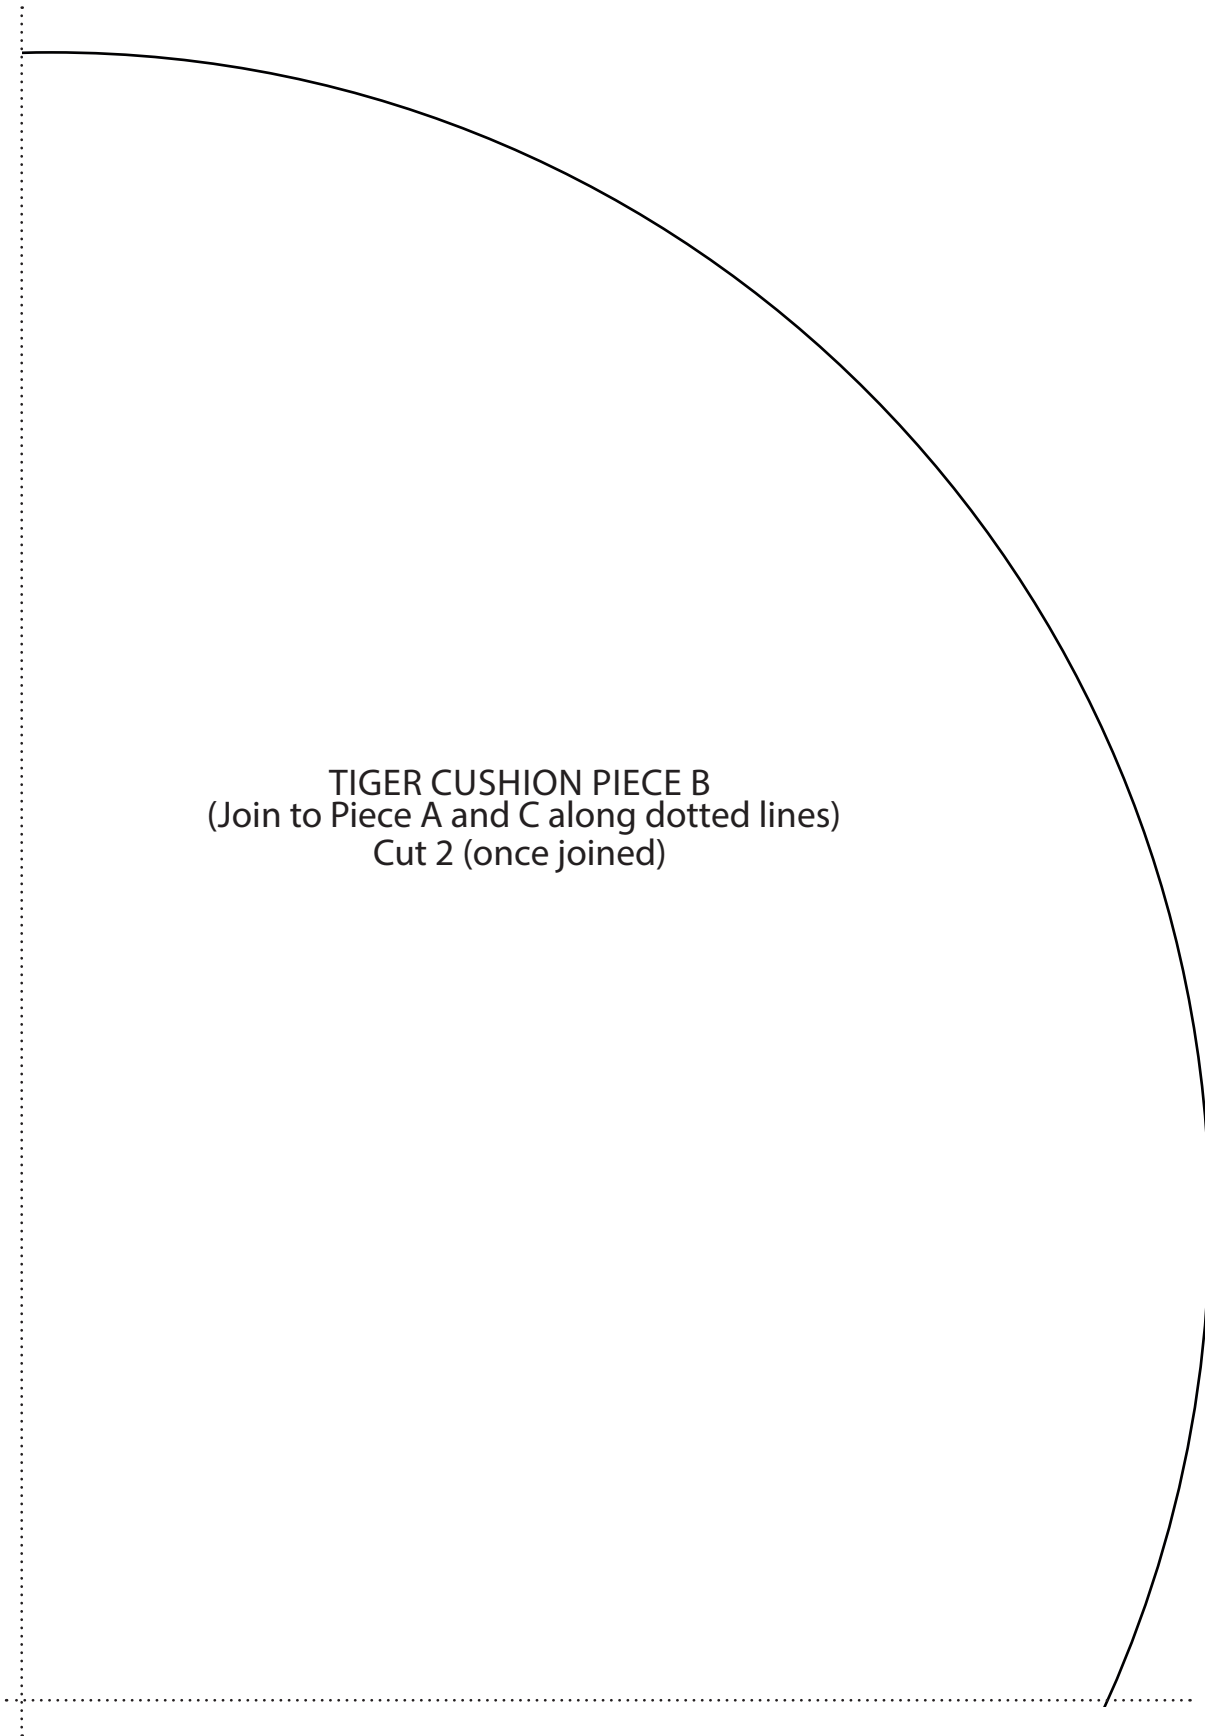 TIGER CUSHION PIECE B
(Join to Piece A and C along dotted lines)
Cut 2 (once joined)